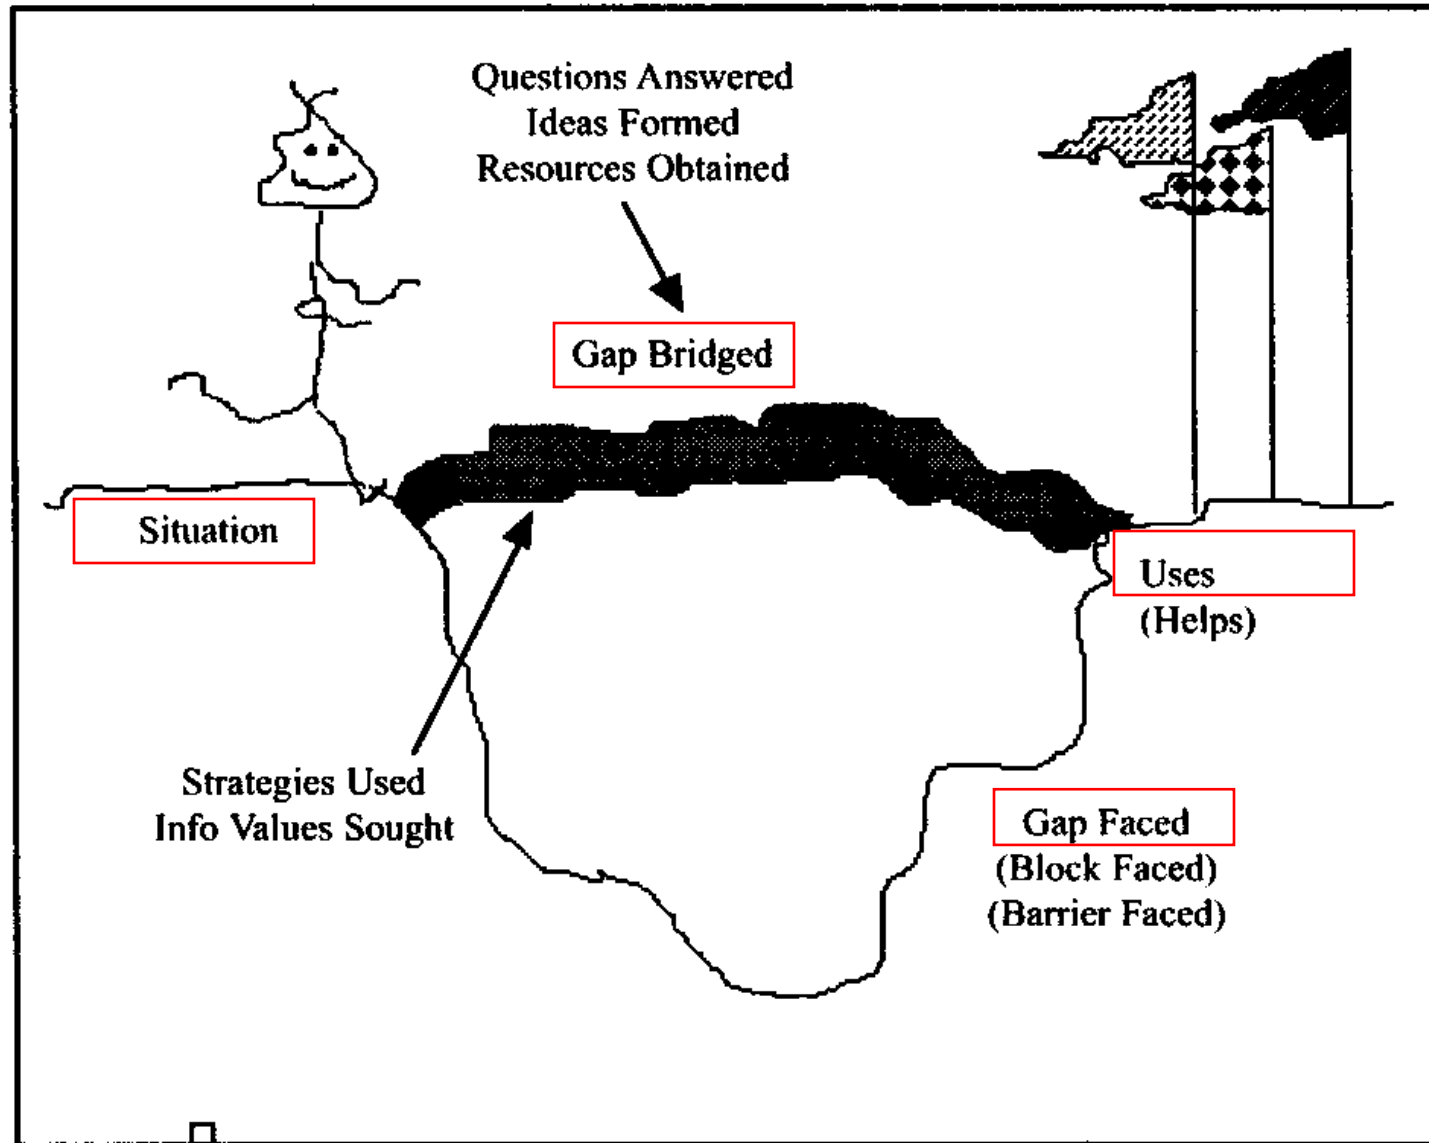 Questions Answered
Ideas Formed
Resources Obtained
Gap Bridged
Situation
Uses
(Helps)
Strategies Used
Info Values Sought
Gap Faced
(Block Faced)
(Barrier Faced)